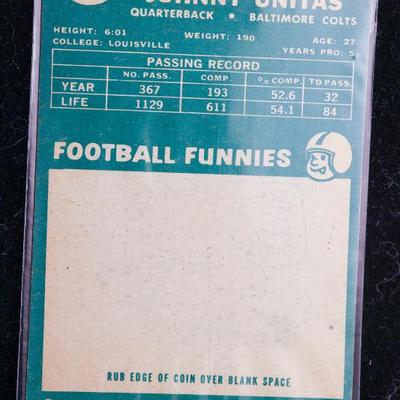 JOHNNY UNITAS
QUARTERBACK • BALTIMORE COLTS
HEIGHT: 6:01 WEIGHT: 190 AGE: 27
COLLEGE: LOUISVILLE YEARS PRO: 5
PASSING RECORD
NO. PASS. COMP. % COMP. TD PASS
YEAR 367 193 52.6 32
LIFE 1129 611 54.1 84
FOOTBALL FUNNIES
RUB EDGE OF COIN OVER BLANK SPACE